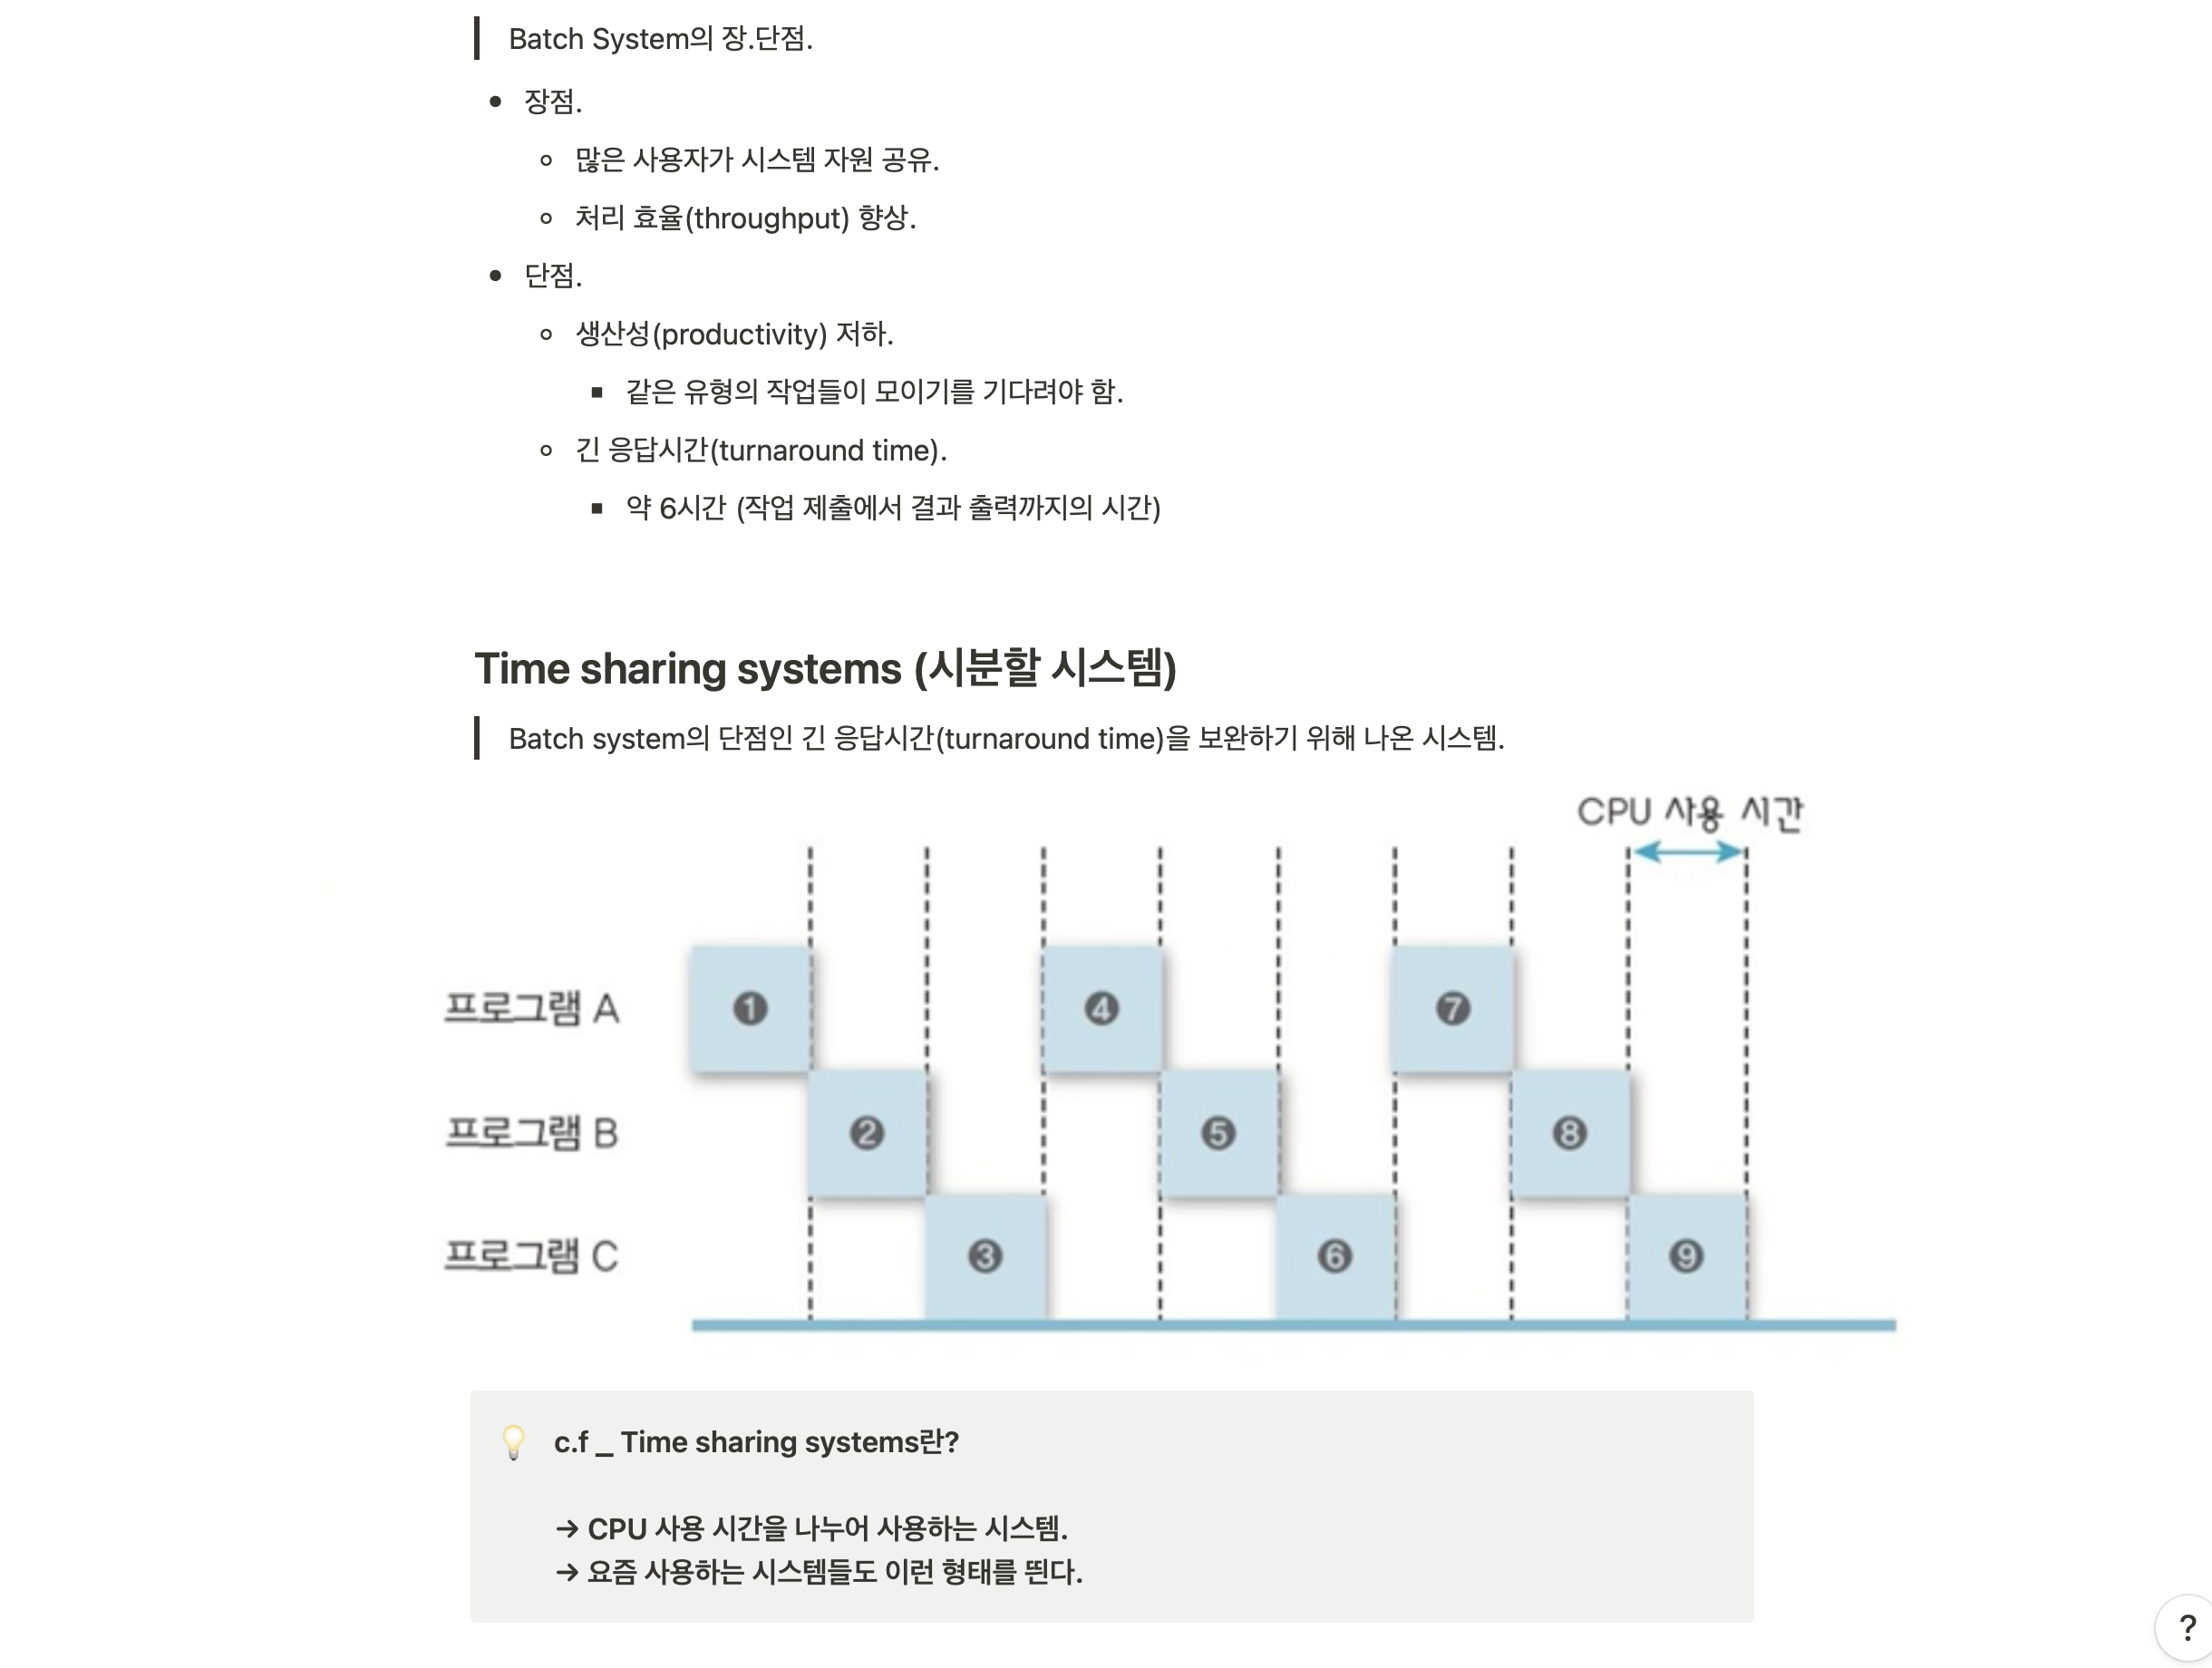 Batch System의 장.단점.
장점.
많은 사용자가 시스템 자원 공유.
처리 효율(throughput) 향상.
단점.
생산성(productivity) 저하.
같은 유형의 작업들이 모이기를 기다려야 함.
긴 응답시간(turnaround time).
약 6시간 (작업 제출에서 결과 출력까지의 시간)
Time sharing systems (시분할 시스템)
Batch system의 단점인 긴 응답시간(turnaround time)을 보완하기 위해 나온 시스템.
CPU 사용 시간
프로그램 A ❶ ❹ ❼
프로그램 B ❷ ❺ ❽
프로그램 C ❸ ❻ ❾
💡 c.f _ Time sharing systems란?
→ CPU 사용 시간을 나누어 사용하는 시스템.
→ 요즘 사용하는 시스템들도 이런 형태를 띈다.
?